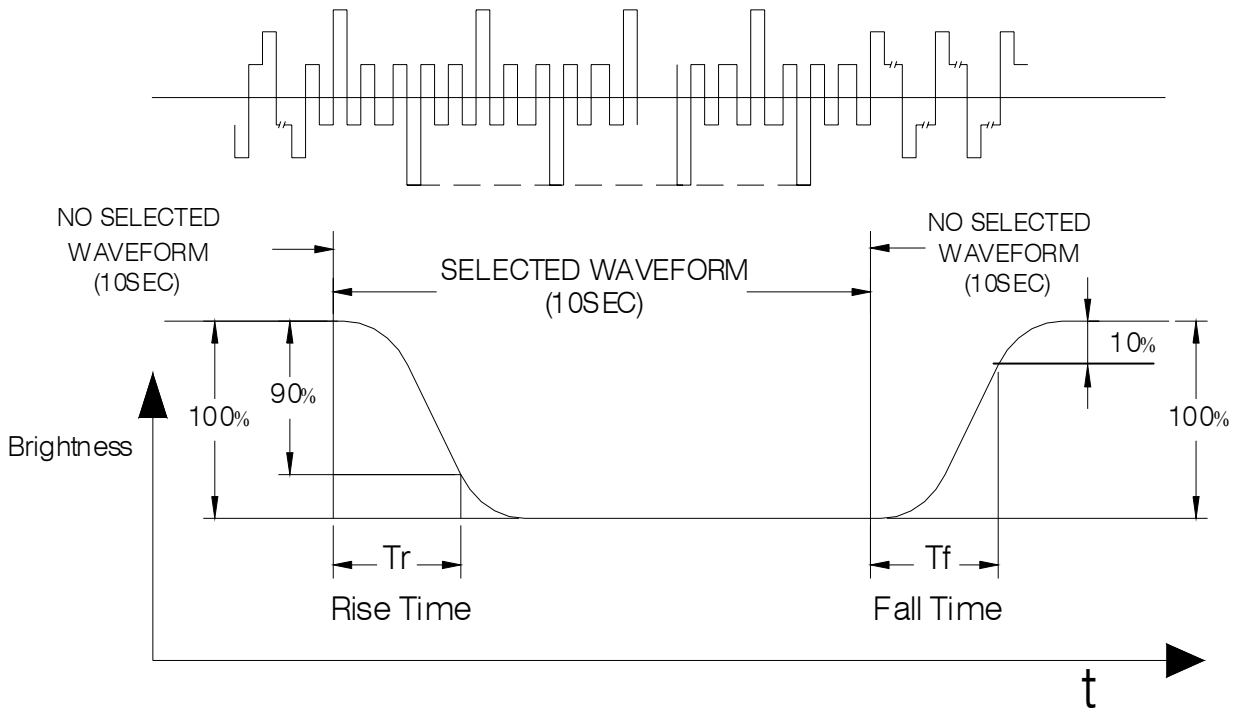 NO SELECTED
WAVEFORM
(10SEC)
SELECTED WAVEFORM
(10SEC)
NO SELECTED
WAVEFORM
(10SEC)
100%
90%
10%
100%
Brightness
Tr
Tf
Rise Time
Fall Time
t